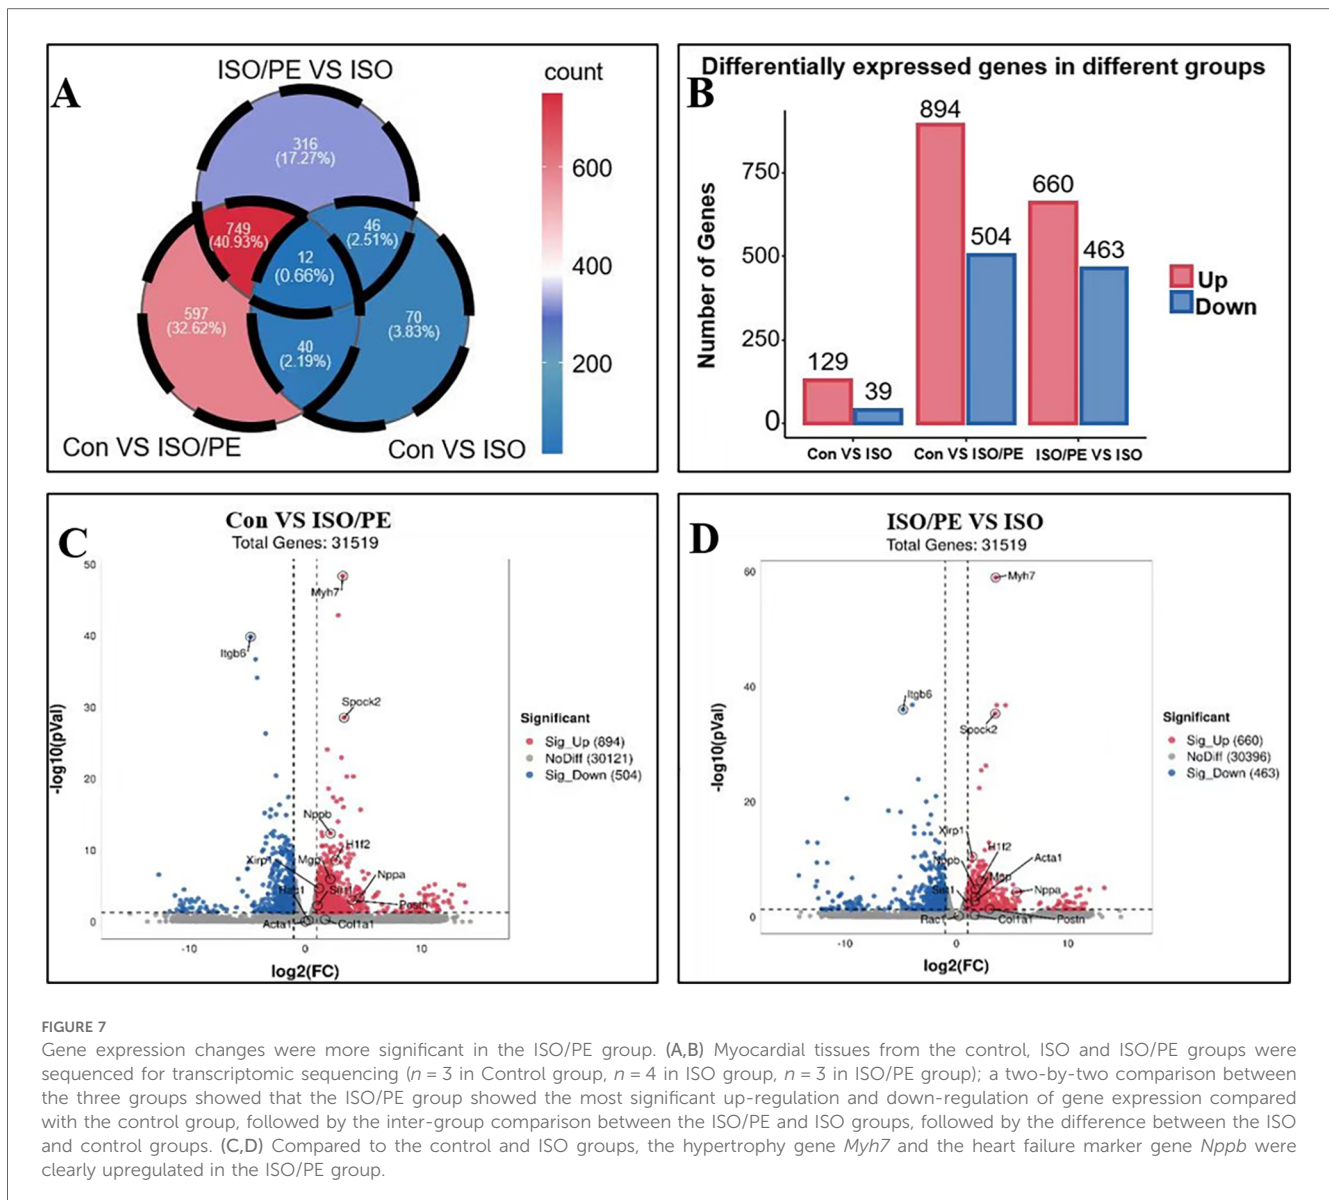 A
ISO/PE VS ISO
count
316
(17.27%)
749
(40.93%)
46
(2.51%)
12
(0.66%)
597
(32.62%)
70
(3.83%)
40
(2.19%)
600
400
200
Con VS ISO/PE
Con VS ISO
B
Differentially expressed genes in different groups
Number of Genes
750
500
250
0
129
39
894
504
660
463
Con VS ISO
Con VS ISO/PE
ISO/PE VS ISO
Up
Down
C
Con VS ISO/PE
Total Genes: 31519
-log10(pVal)
50
40
30
20
10
0
Myh7
Itgb6
Spock2
Nppb
H1f2
Xirp1
Mgp
Nppa
Postn
Acta1
Col1a1
-10
0
10
log2(FC)
Significant
Sig_Up (894)
NoDiff (30121)
Sig_Down (504)
D
ISO/PE VS ISO
Total Genes: 31519
-log10(pVal)
60
40
20
0
Myh7
Itgb6
Spock2
Xirp1
H1f2
Nppb
Acta1
Mgp
Nppa
Rac1
Col1a1
Postn
-10
0
10
log2(FC)
Significant
Sig_Up (660)
NoDiff (30396)
Sig_Down (463)
FIGURE 7
Gene expression changes were more significant in the ISO/PE group. (A,B) Myocardial tissues from the control, ISO and ISO/PE groups were
sequenced for transcriptomic sequencing (n = 3 in Control group, n = 4 in ISO group, n = 3 in ISO/PE group); a two-by-two comparison between
the three groups showed that the ISO/PE group showed the most significant up-regulation and down-regulation of gene expression compared
with the control group, followed by the inter-group comparison between the ISO/PE and ISO groups, followed by the difference between the ISO
and control groups. (C,D) Compared to the control and ISO groups, the hypertrophy gene Myh7 and the heart failure marker gene Nppb were
clearly upregulated in the ISO/PE group.